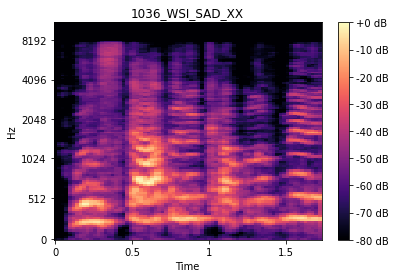 1036_WSI_SAD_XX
+0 dB
8192
-10 dB
4096
-20 dB
-30 dB
2048
Hz
-40 dB
1024
-50 dB
512
-60 dB
-70 dB
0
-80 dB
0 0.5 1 1.5
Time